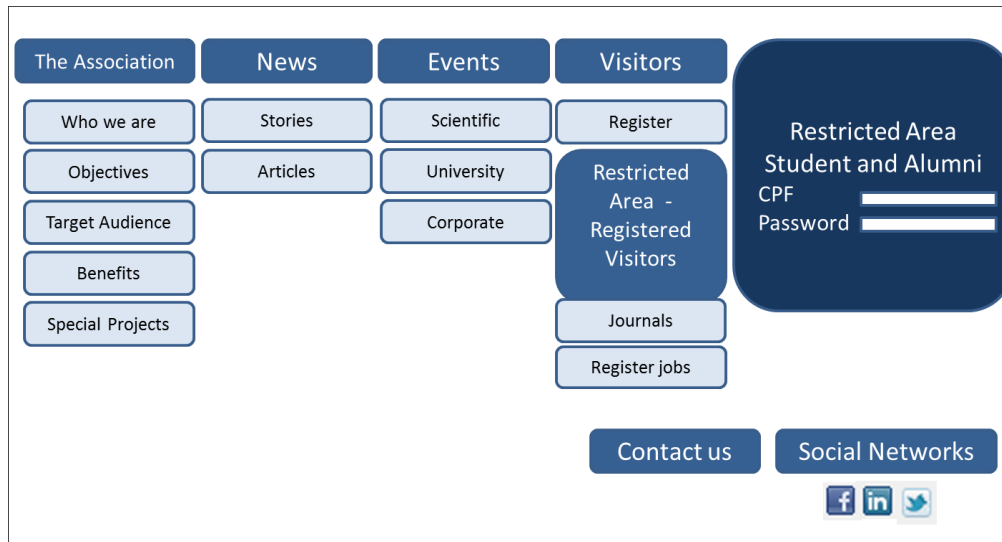 The Association
News
Events
Visitors
Who we are
Objectives
Target Audience
Benefits
Special Projects
Stories
Articles
Scientific
University
Corporate
Register
Restricted
Area -
Registered
Visitors
Journals
Register jobs
Restricted Area
Student and Alumni
CPF
Password
Contact us
Social Networks
f
in